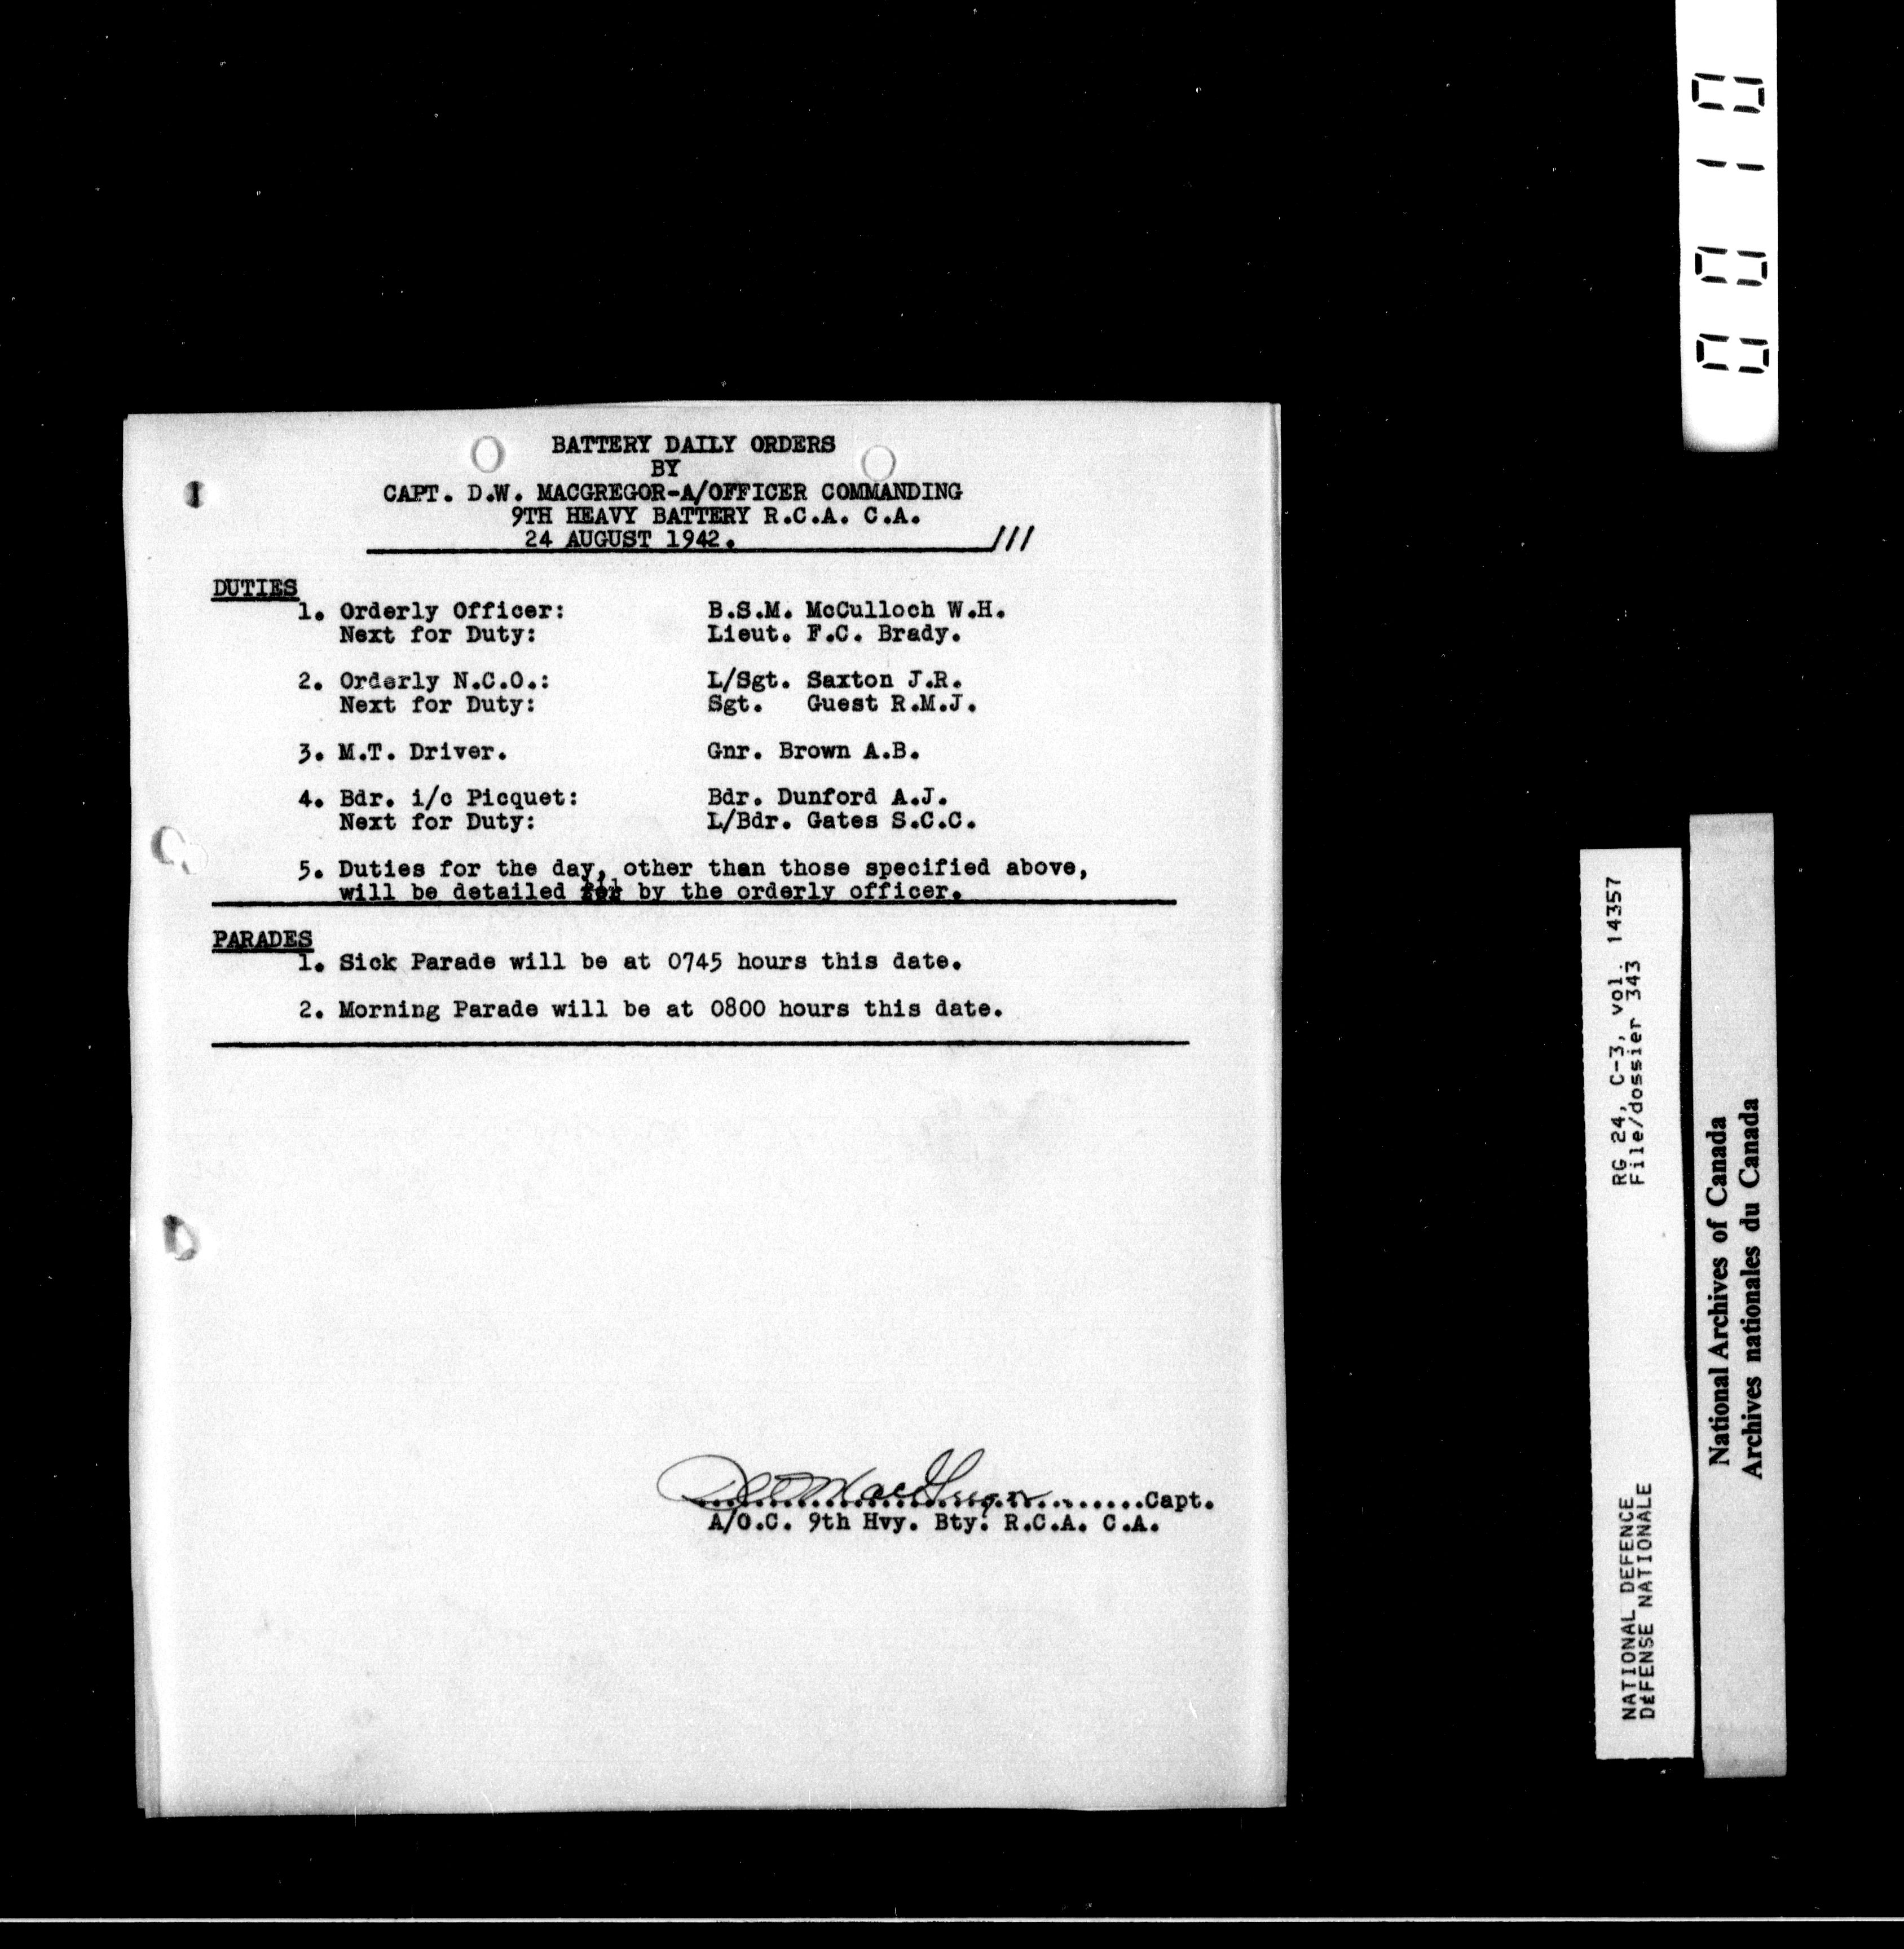 BATTERY DAILY ORDERS
BY
CAPT. D.W. MACGREGOR-A/OFFICER COMMANDING
9TH HEAVY BATTERY R.C.A. C.A.
24 AUGUST 1942. ///
DUTIES
1. Orderly Officer: B.S.M. McCulloch W.H.
Next for Duty: Lieut. F.C. Brady.
2. Orderly N.C.O.: L/Sgt. Saxton J.R.
Next for Duty: Sgt. Guest R.M.J.
3. M.T. Driver. Gnr. Brown A.B.
4. Bdr. i/c Picquet: Bdr. Dunford A.J.
Next for Duty: L/Bdr. Gates S.C.C.
5. Duties for the day, other than those specified above,
will be detailed by the orderly officer.
PARADES
1. Sick Parade will be at 0745 hours this date.
2. Morning Parade will be at 0800 hours this date.
DW MacGregor Capt.
A/O.C. 9th Hvy. Bty. R.C.A. C.A.
0010
RG 24, C-3, vol. 14357
File/dossier 343
NATIONAL DEFENCE
DÉFENSE NATIONALE
National Archives of Canada
Archives nationales du Canada